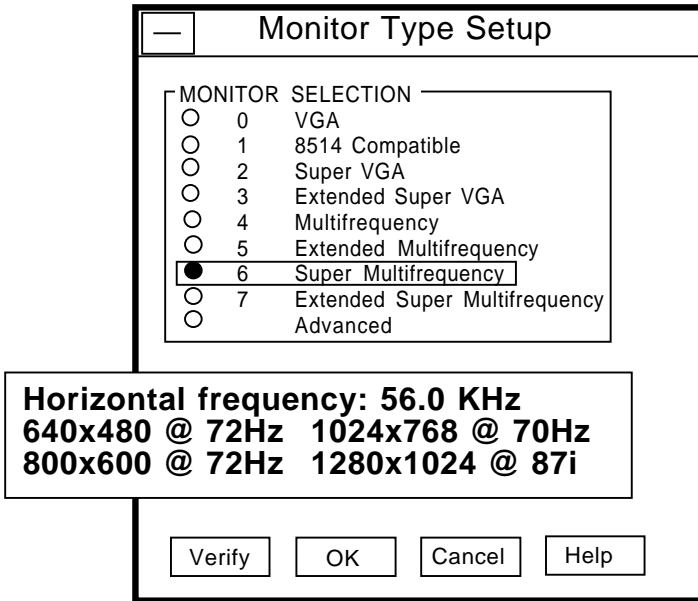 Monitor Type Setup
MONITOR SELECTION
0 VGA
1 8514 Compatible
2 Super VGA
3 Extended Super VGA
4 Multifrequency
5 Extended Multifrequency
6 Super Multifrequency
7 Extended Super Multifrequency
Advanced
Horizontal frequency: 56.0 KHz
640x480 @ 72Hz 1024x768 @ 70Hz
800x600 @ 72Hz 1280x1024 @ 87i
Verify OK Cancel Help